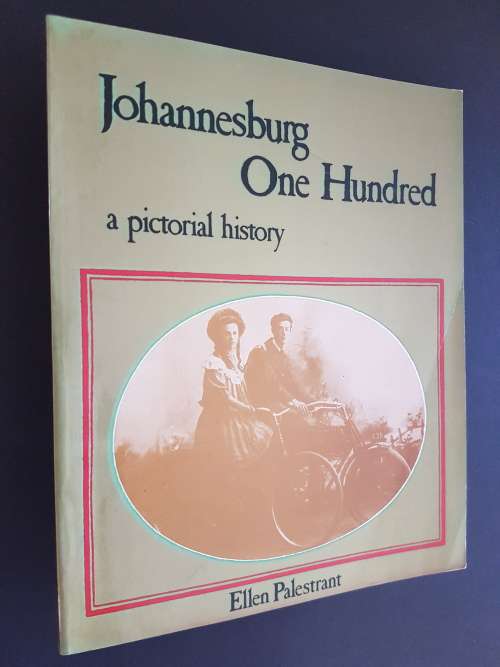 Johannesburg
One Hundred
a pictorial history
Ellen Palestrant